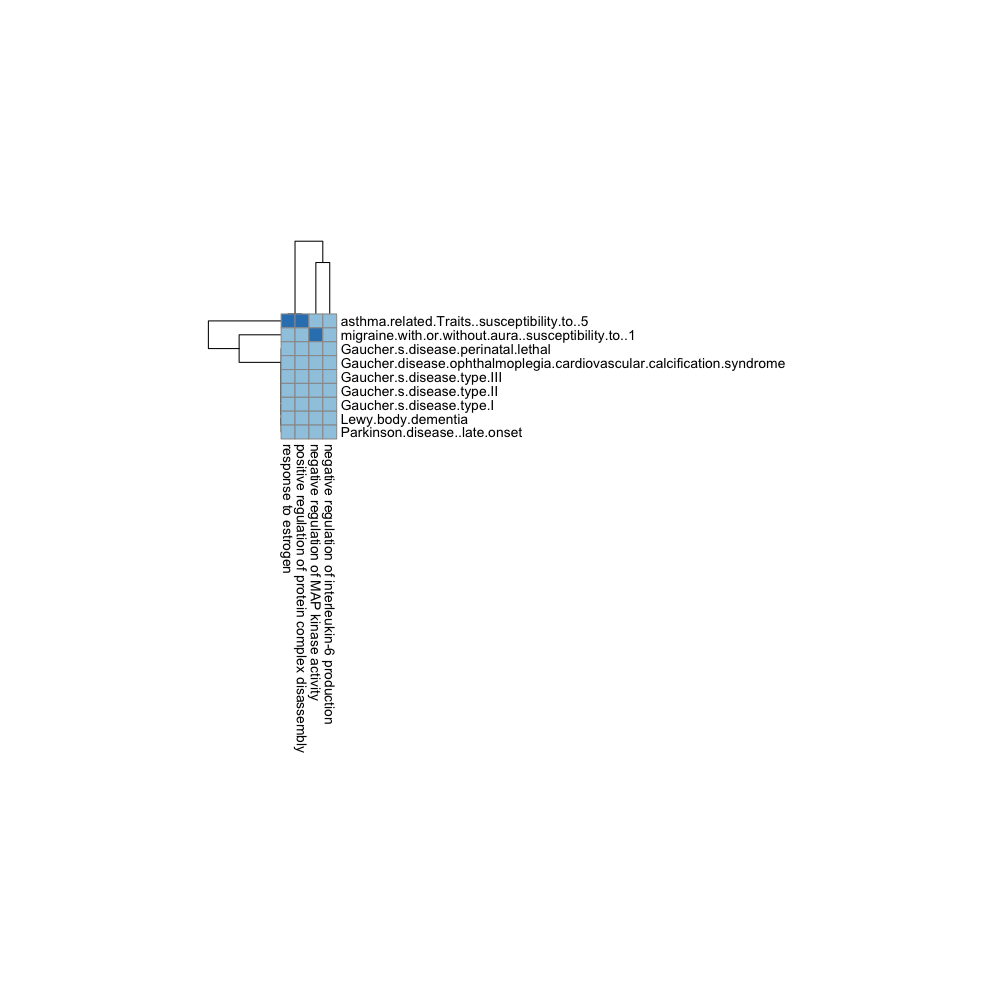 asthma.related.Traits..susceptibility.to..5
migraine.with.or.without.aura..susceptibility.to..1
Gaucher.s.disease.perinatal.lethal
Gaucher.disease.ophthalmoplegia.cardiovascular.calcification.syndrome
Gaucher.s.disease.type.III
Gaucher.s.disease.type.II
Gaucher.s.disease.type.I
Lewy.body.dementia
Parkinson.disease..late.onset
response to estrogen
positive regulation of protein complex disassembly
negative regulation of MAP kinase activity
negative regulation of interleukin-6 production